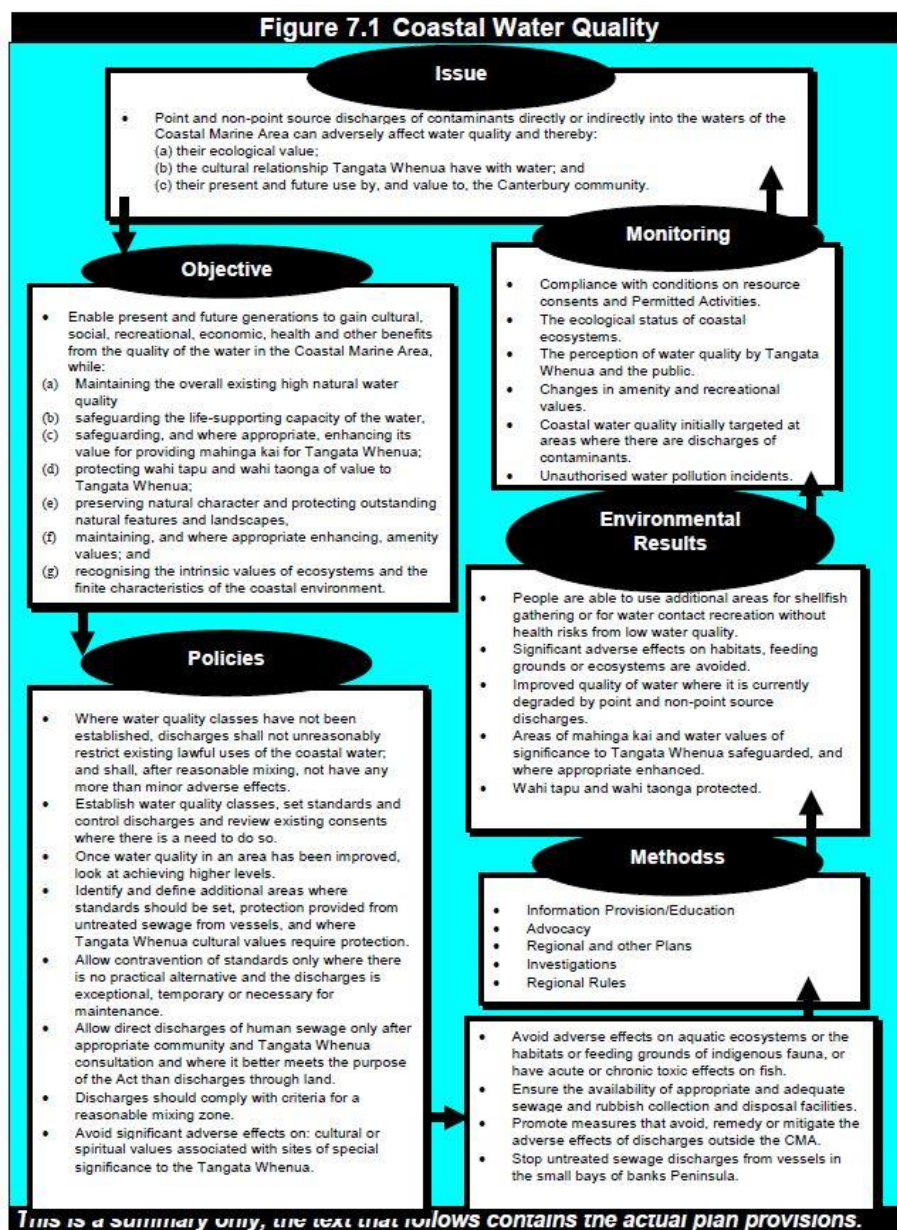 Figure 7.1 Coastal Water Quality
Issue
• Point and non-point source discharges of contaminants directly or indirectly into the waters of the
Coastal Marine Area can adversely affect water quality and thereby:
(a) their ecological value;
(b) the cultural relationship Tangata Whenua have with water; and
(c) their present and future use by, and value to, the Canterbury community.
Objective
• Enable present and future generations to gain cultural,
social, recreational, economic, health and other benefits
from the quality of the water in the Coastal Marine Area,
while:
(a) Maintaining the overall existing high natural water
quality
(b) safeguarding the life-supporting capacity of the water,
(c) safeguarding, and where appropriate, enhancing its
value for providing mahinga kai for Tangata Whenua;
(d) protecting wahi tapu and wahi taonga of value to
Tangata Whenua;
(e) preserving natural character and protecting outstanding
natural features and landscapes,
(f) maintaining, and where appropriate enhancing, amenity
values; and
(g) recognising the intrinsic values of ecosystems and the
finite characteristics of the coastal environment.
Policies
• Where water quality classes have not been
established, discharges shall not unreasonably
restrict existing lawful uses of the coastal water;
and shall, after reasonable mixing, not have any
more than minor adverse effects.
• Establish water quality classes, set standards and
control discharges and review existing consents
where there is a need to do so.
• Once water quality in an area has been improved,
look at achieving higher levels.
• Identify and define additional areas where
standards should be set, protection provided from
untreated sewage from vessels, and where
Tangata Whenua cultural values require protection.
• Allow contravention of standards only where there
is no practical alternative and the discharges is
exceptional, temporary or necessary for
maintenance.
• Allow direct discharges of human sewage only after
appropriate community and Tangata Whenua
consultation and where it better meets the purpose
of the Act than discharges through land.
• Discharges should comply with criteria for a
reasonable mixing zone.
• Avoid significant adverse effects on: cultural or
spiritual values associated with sites of special
significance to the Tangata Whenua.
• Avoid adverse effects on aquatic ecosystems or the
habitats or feeding grounds of indigenous fauna, or
have acute or chronic toxic effects on fish.
• Ensure the availability of appropriate and adequate
sewage and rubbish collection and disposal facilities.
• Promote measures that avoid, remedy or mitigate the
adverse effects of discharges outside the CMA.
• Stop untreated sewage discharges from vessels in
the small bays of banks Peninsula.
Methodss
• Information Provision/Education
• Advocacy
• Regional and other Plans
• Investigations
• Regional Rules
Environmental
Results
• People are able to use additional areas for shellfish
gathering or for water contact recreation without
health risks from low water quality.
• Significant adverse effects on habitats, feeding
grounds or ecosystems are avoided.
• Improved quality of water where it is currently
degraded by point and non-point source
discharges.
• Areas of mahinga kai and water values of
significance to Tangata Whenua safeguarded, and
where appropriate enhanced.
• Wahi tapu and wahi taonga protected.
Monitoring
• Compliance with conditions on resource
consents and Permitted Activities.
• The ecological status of coastal
ecosystems.
• The perception of water quality by Tangata
Whenua and the public.
• Changes in amenity and recreational
values.
• Coastal water quality initially targeted at
areas where there are discharges of
contaminants.
• Unauthorised water pollution incidents.
This is a summary only, the text that follows contains the actual plan provisions.